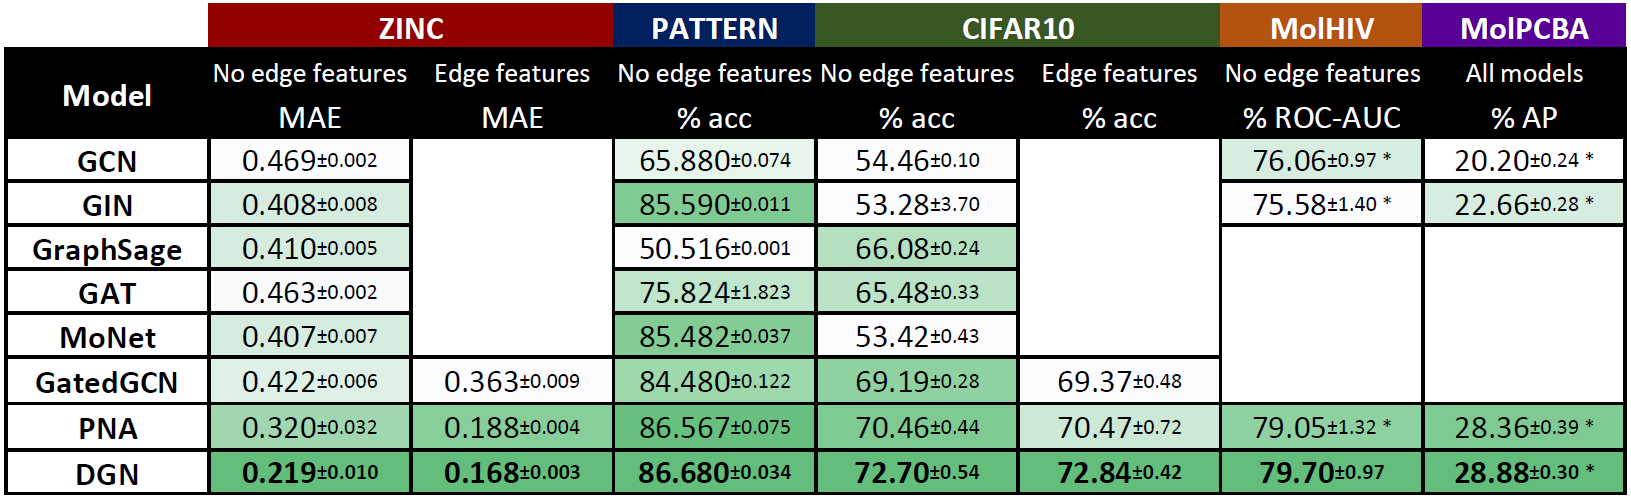 ZINC PATTERN CIFAR10 MolHIV MolPCBA
Model No edge features Edge features No edge features No edge features Edge features No edge features All models
MAE MAE % acc % acc % acc % ROC-AUC % AP
GCN 0.469±0.002 65.880±0.074 54.46±0.10 76.06±0.97 * 20.20±0.24 *
GIN 0.408±0.008 85.590±0.011 53.28±3.70 75.58±1.40 * 22.66±0.28 *
GraphSage 0.410±0.005 50.516±0.001 66.08±0.24
GAT 0.463±0.002 75.824±1.823 65.48±0.33
MoNet 0.407±0.007 85.482±0.037 53.42±0.43
GatedGCN 0.422±0.006 0.363±0.009 84.480±0.122 69.19±0.28 69.37±0.48
PNA 0.320±0.032 0.188±0.004 86.567±0.075 70.46±0.44 70.47±0.72 79.05±1.32 * 28.36±0.39 *
DGN 0.219±0.010 0.168±0.003 86.680±0.034 72.70±0.54 72.84±0.42 79.70±0.97 28.88±0.30 *